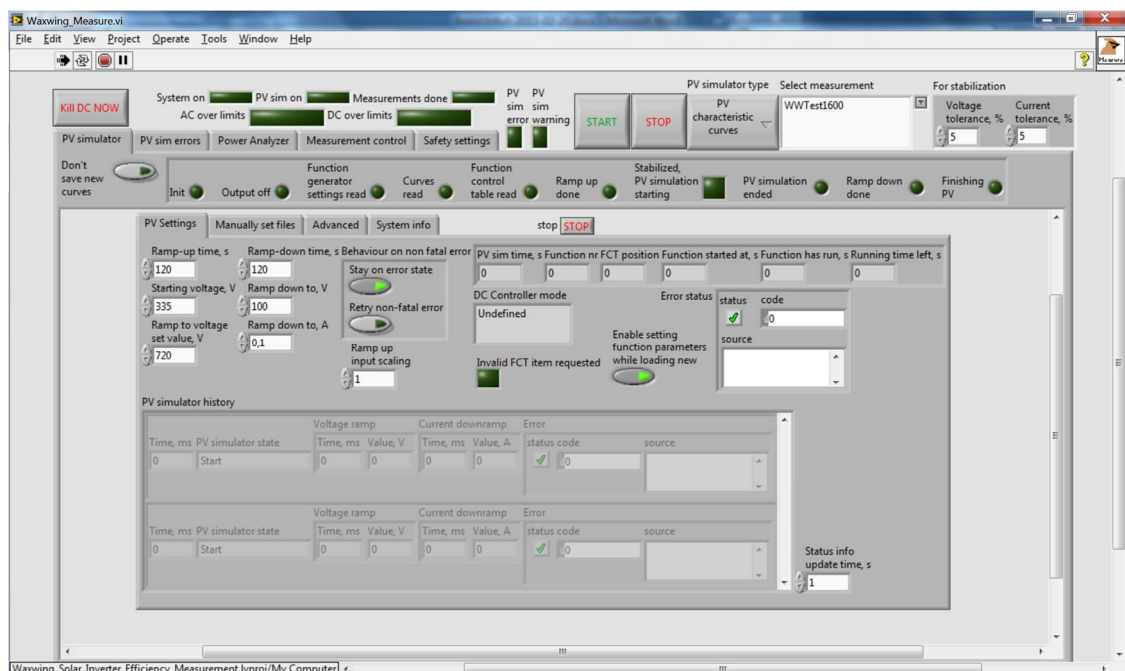 Waxwing_Measure.vi
File Edit View Project Operate Tools Window Help
Kill DC NOW
System on PV sim on Measurements done
AC over limits DC over limits
PV sim error
PV sim warning
START
STOP
PV simulator type
PV characteristic curves
Select measurement
WWTest1600
For stabilization
Voltage tolerance, %
5
Current tolerance, %
5
PV simulator PV sim errors Power Analyzer Measurement control Safety settings
Don't save new curves
Init
Output off
Function generator settings read
Curves read
Function control table read
Ramp up done
Stabilized, PV simulation starting
PV simulation ended
Ramp down done
Finishing PV
PV Settings Manually set files Advanced System info
stop STOP
Ramp-up time, s
120
Ramp-down time, s
120
Starting voltage, V
335
Ramp down to, V
100
Ramp to voltage set value, V
720
Ramp down to, A
0,1
Behaviour on non fatal error
Stay on error state
Retry non-fatal error
Ramp up input scaling
1
PV sim time, s Function nr FCT position Function started at, s Function has run, s Running time left, s
0 0 0 0 0 0
DC Controller mode
Undefined
Invalid FCT item requested
Enable setting function parameters while loading new
Error status
status code
0
source
PV simulator history
Voltage ramp Current downramp Error
Time, ms PV simulator state Time, ms Value, V Time, ms Value, A status code source
0 Start 0 0 0 0 0
Voltage ramp Current downramp Error
Time, ms PV simulator state Time, ms Value, V Time, ms Value, A status code source
0 Start 0 0 0 0 0
Status info update time, s
1
Waxwing_Solar_Inverter_Efficiency_Measurement.lvproj/My Computer